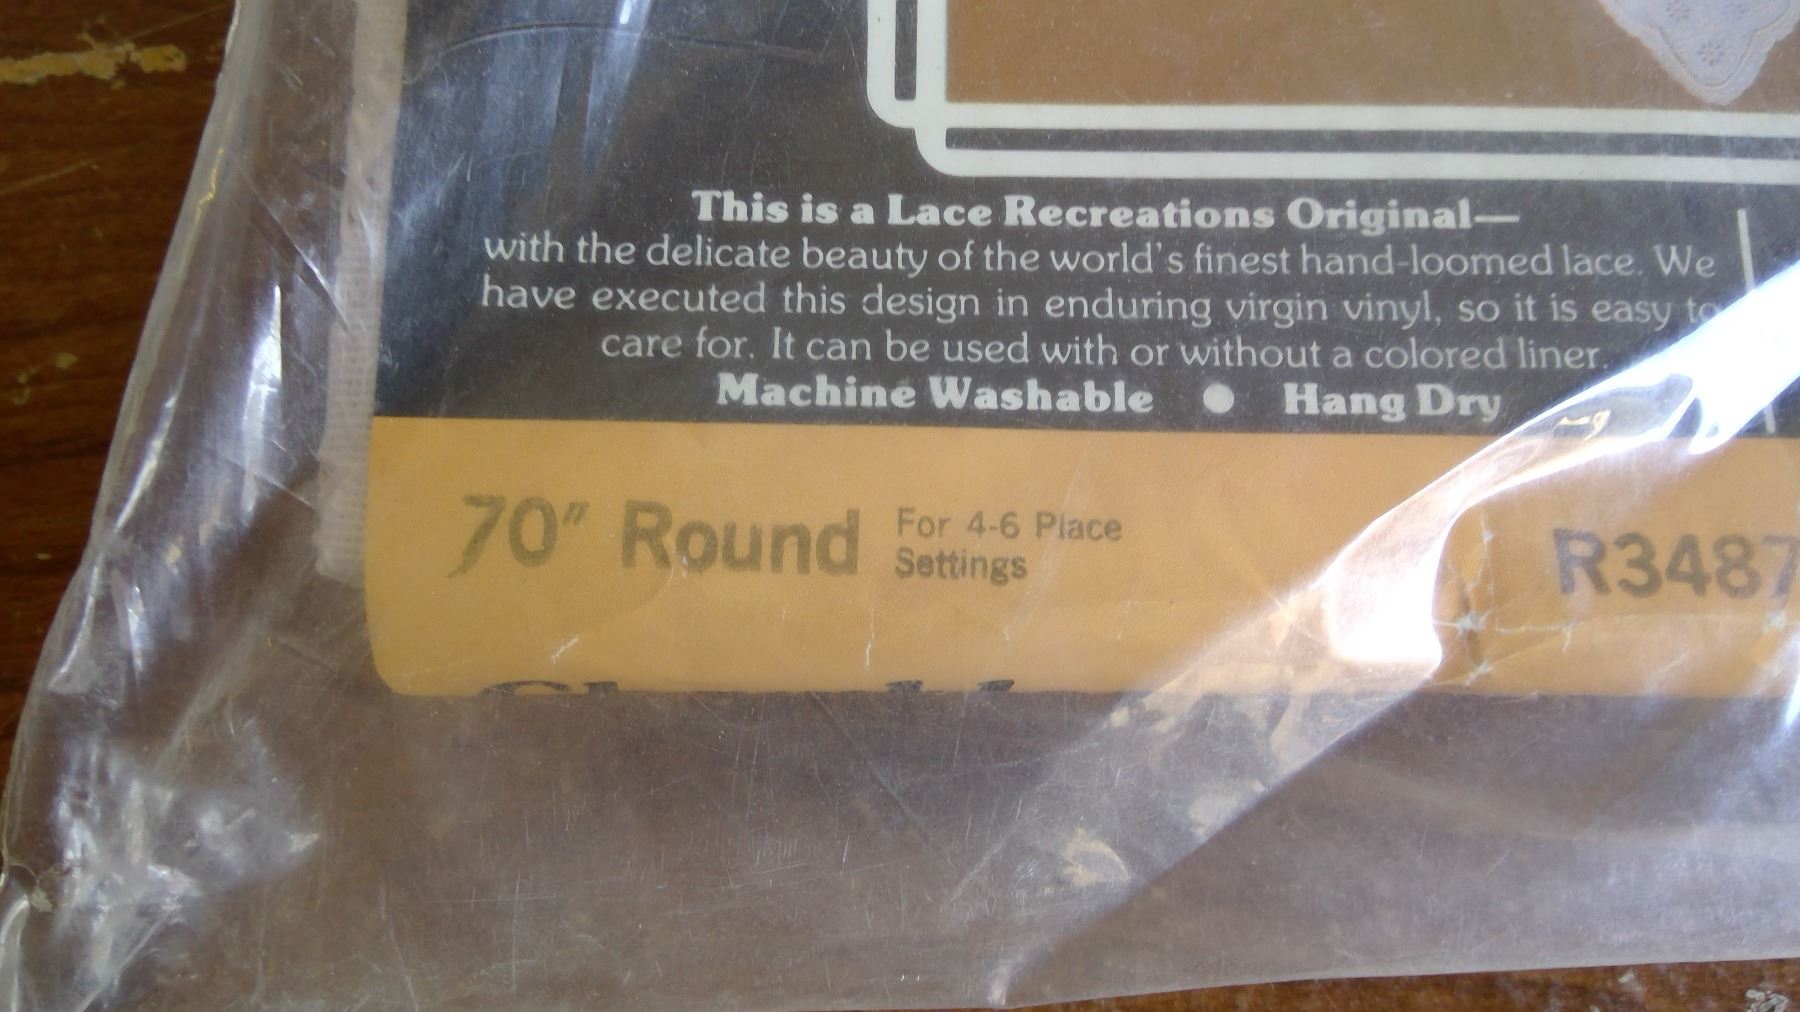 This is a Lace Recreations Original—
with the delicate beauty of the world's finest hand-loomed lace. We
have executed this design in enduring virgin vinyl, so it is easy to
care for. It can be used with or without a colored liner.
Machine Washable ● Hang Dry
70" Round For 4-6 Place
Settings
R3487